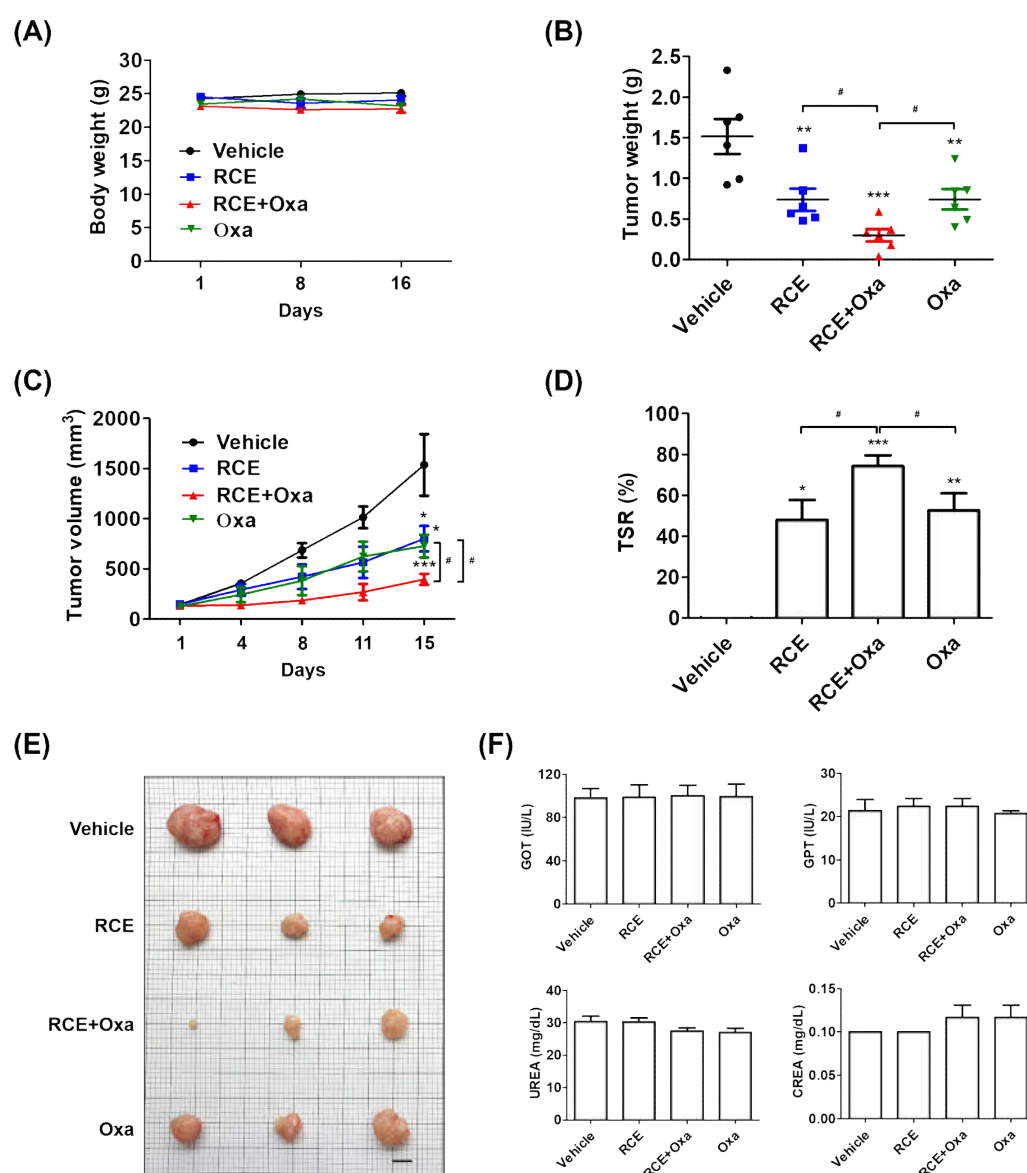 (A)
Body weight (g)
30
25
20
15
10
5
0
Vehicle
RCE
RCE+Oxa
Oxa
1 8 16
Days
(B)
Tumor weight (g)
2.5
2.0
1.5
1.0
0.5
0.0
#
#
**
***
**
Vehicle
RCE
RCE+Oxa
Oxa
(C)
Tumor volume (mm³)
2000
1500
1000
500
0
Vehicle
RCE
RCE+Oxa
Oxa
*
*
***
# #
1 4 8 11 15
Days
(D)
TSR (%)
100
80
60
40
20
0
# #
*
***
**
Vehicle
RCE
RCE+Oxa
Oxa
(E)
Vehicle
RCE
RCE+Oxa
Oxa
(F)
GOT (IU/L)
120
80
40
0
Vehicle
RCE
RCE+Oxa
Oxa
GPT (IU/L)
30
20
10
0
Vehicle
RCE
RCE+Oxa
Oxa
UREA (mg/dL)
40
30
20
10
0
Vehicle
RCE
RCE+Oxa
Oxa
CREA (mg/dL)
0.15
0.10
0.05
0.00
Vehicle
RCE
RCE+Oxa
Oxa